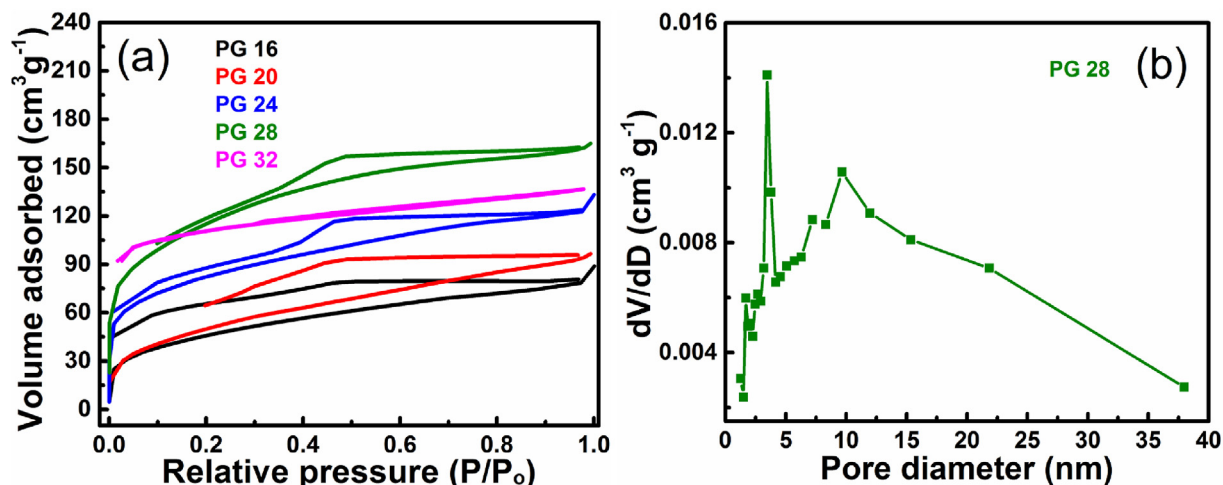 (a)
PG 16
PG 20
PG 24
PG 28
PG 32
Volume adsorbed (cm³g⁻¹)
240
210
180
150
120
90
60
30
0
0.0 0.2 0.4 0.6 0.8 1.0
Relative pressure (P/Pₒ)
(b)
PG 28
dV/dD (cm³ g⁻¹)
0.016
0.012
0.008
0.004
0 5 10 15 20 25 30 35 40
Pore diameter (nm)